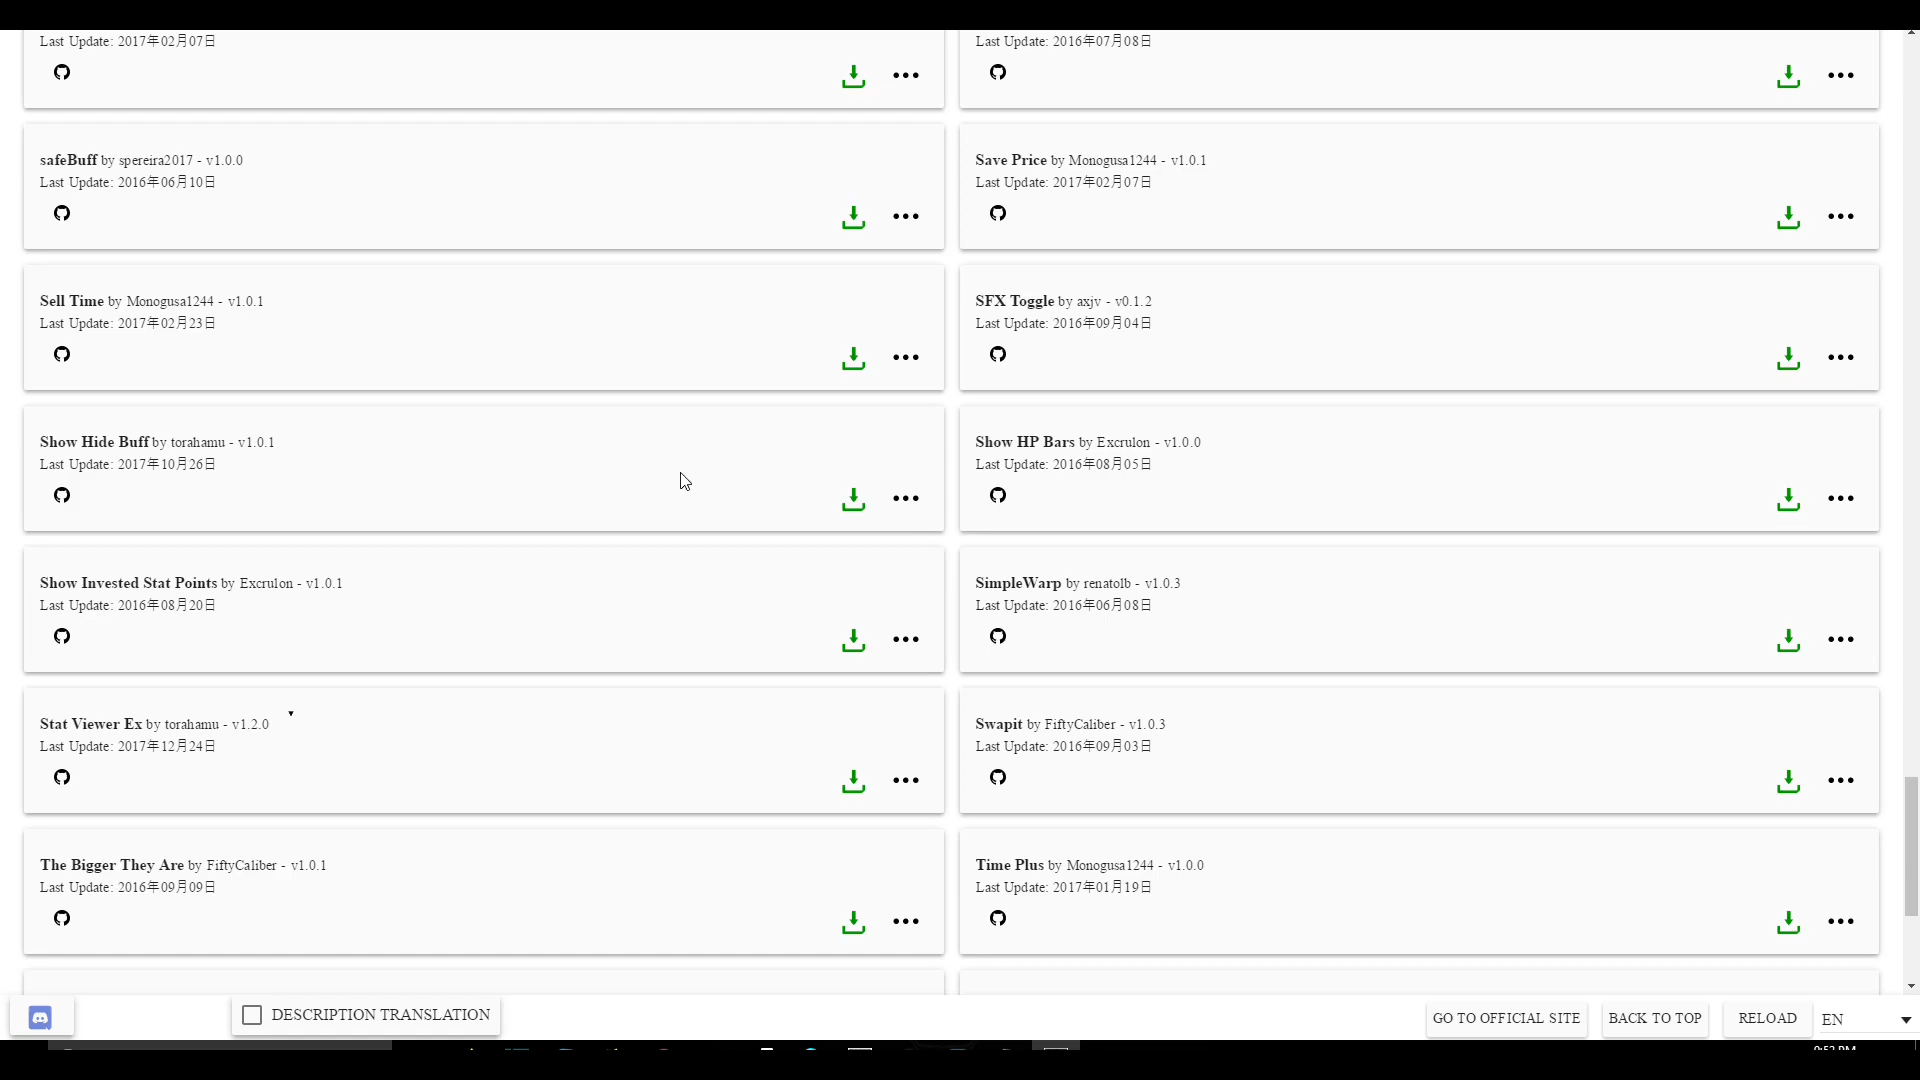 Last Update: 2017年02月07日
Last Update: 2016年07月08日
safeBuff by spereira2017 - v1.0.0
Last Update: 2016年06月10日
Save Price by Monogusa1244 - v1.0.1
Last Update: 2017年02月07日
Sell Time by Monogusa1244 - v1.0.1
Last Update: 2017年02月23日
SFX Toggle by axjv - v0.1.2
Last Update: 2016年09月04日
Show Hide Buff by torahamu - v1.0.1
Last Update: 2017年10月26日
Show HP Bars by Excrulon - v1.0.0
Last Update: 2016年08月05日
Show Invested Stat Points by Excrulon - v1.0.1
Last Update: 2016年08月20日
SimpleWarp by renatolb - v1.0.3
Last Update: 2016年06月08日
Stat Viewer Ex by torahamu - v1.2.0
Last Update: 2017年12月24日
Swapit by FiftyCaliber - v1.0.3
Last Update: 2016年09月03日
The Bigger They Are by FiftyCaliber - v1.0.1
Last Update: 2016年09月09日
Time Plus by Monogusa1244 - v1.0.0
Last Update: 2017年01月19日
DESCRIPTION TRANSLATION
GO TO OFFICIAL SITE
BACK TO TOP
RELOAD
EN